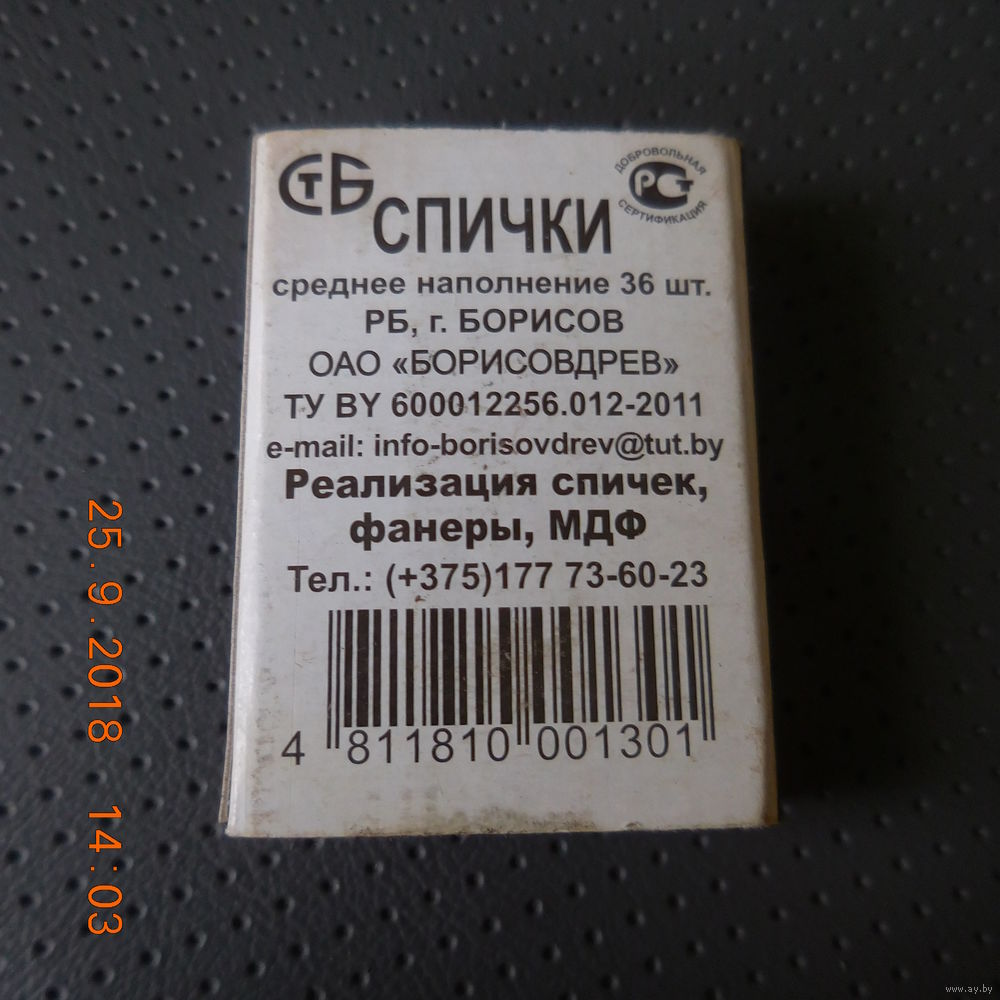 СТБ
ДОБРОВОЛЬНАЯ
РСТ
СЕРТИФИКАЦИЯ
СПИЧКИ
среднее наполнение 36 шт.
РБ, г. БОРИСОВ
ОАО «БОРИСОВДРЕВ»
ТУ BY 600012256.012-2011
e-mail: info-borisovdrev@tut.by
Реализация спичек,
фанеры, МДФ
Тел.: (+375)177 73-60-23
4 811810 001301
25.9.2018 14:03
www.ay.by